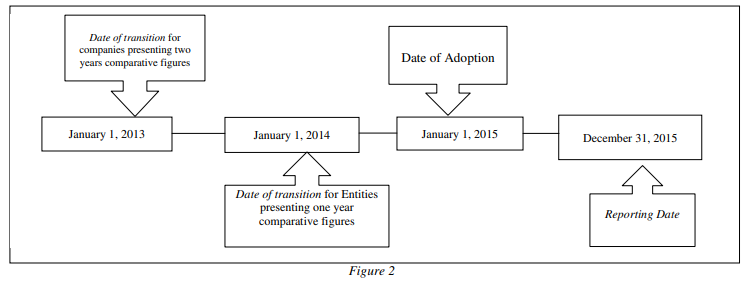 Date of transition for
companies presenting two
years comparative figures
Date of Adoption
January 1, 2013
January 1, 2014
January 1, 2015
December 31, 2015
Date of transition for Entities
presenting one year
comparative figures
Reporting Date
Figure 2